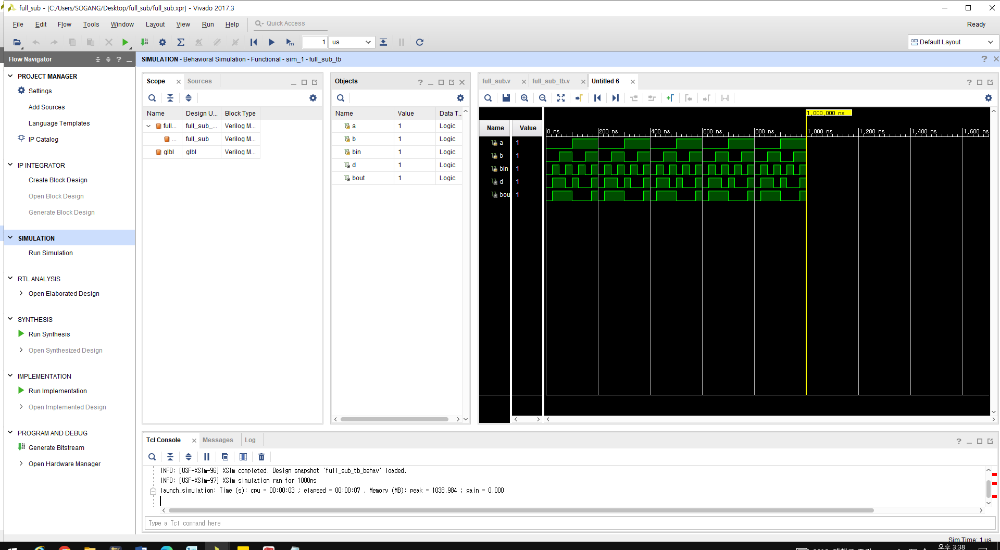 full_sub - [C:/Users/SOGANG/Desktop/full_sub/full_sub.xpr] - Vivado 2017.3
File Edit Flow Tools Window Layout View Run Help Quick Access Ready
1 us Default Layout
Flow Navigator
SIMULATION - Behavioral Simulation - Functional - sim_1 - full_sub_tb
PROJECT MANAGER
Settings
Add Sources
Language Templates
IP Catalog
IP INTEGRATOR
Create Block Design
Open Block Design
Generate Block Design
SIMULATION
Run Simulation
RTL ANALYSIS
Open Elaborated Design
SYNTHESIS
Run Synthesis
Open Synthesized Design
IMPLEMENTATION
Run Implementation
Open Implemented Design
PROGRAM AND DEBUG
Generate Bitstream
Open Hardware Manager
Scope Sources
Name Design U... Block Type
full... full_sub_... Verilog M...
... full_sub Verilog M...
glbl glbl Verilog M...
Objects
Name Value Data T...
a 1 Logic
b 1 Logic
bin 1 Logic
d 1 Logic
bout 1 Logic
full_sub.v full_sub_tb.v Untitled 6
1,000,000 ns
Name Value
0 ns 200 ns 400 ns 600 ns 800 ns 1,000 ns 1,200 ns 1,400 ns 1,600 ns
a 1
b 1
bin 1
d 1
bou 1
Tcl Console Messages Log
INFO: [USF-XSim-96] XSim completed. Design snapshot 'full_sub_tb_behav' loaded.
INFO: [USF-XSim-97] XSim simulation ran for 1000ns
launch_simulation: Time (s): cpu = 00:00:03 ; elapsed = 00:00:07 . Memory (MB): peak = 1038.984 ; gain = 0.000
Type a Tcl command here
Sim Time: 1 us
오후 3:38